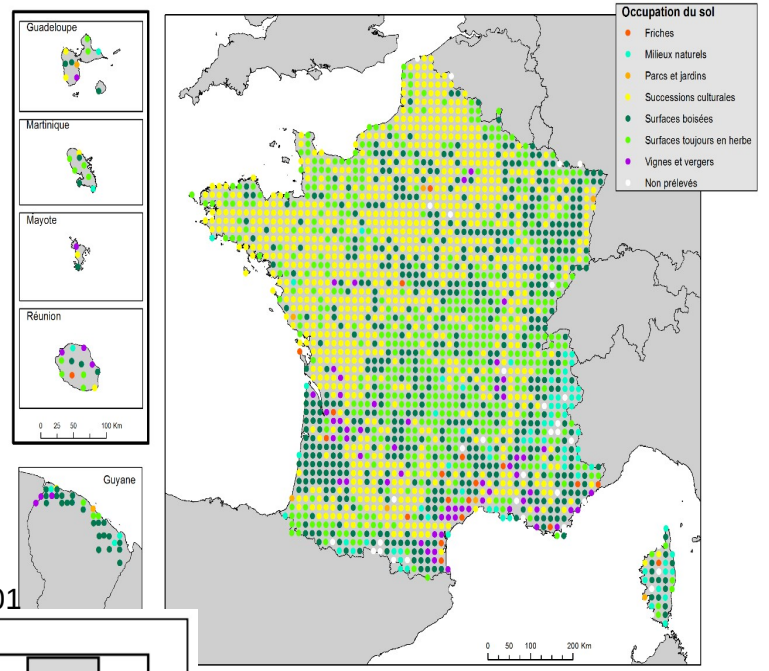 Guadeloupe
Martinique
Mayote
Réunion
0 25 50 100 Km
Guyane
01
Occupation du sol
Friches
Milieux naturels
Parcs et jardins
Successions culturales
Surfaces boisées
Surfaces toujours en herbe
Vignes et vergers
Non prélevés
0 50 100 200 Km